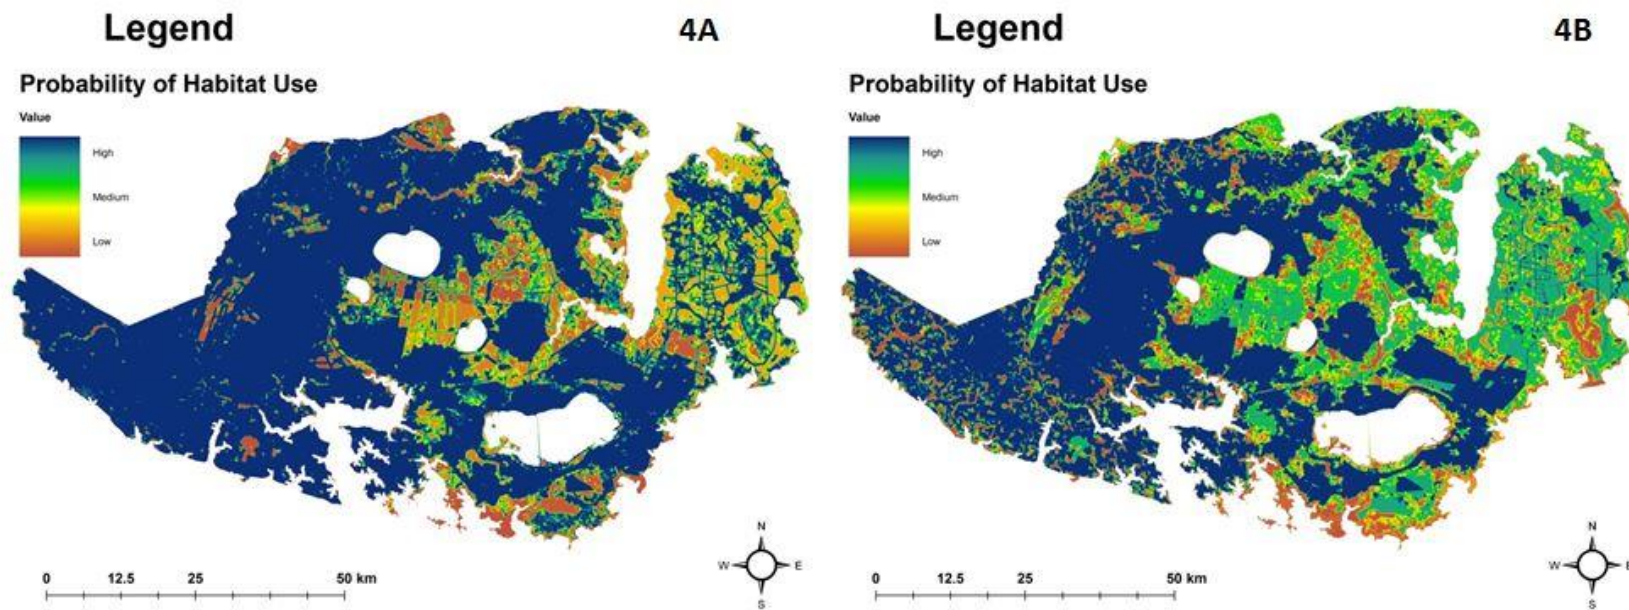 Legend
4A
Probability of Habitat Use
Value
High
Medium
Low
N
W E
S
0 12.5 25 50 km
Legend
4B
Probability of Habitat Use
Value
High
Medium
Low
N
W E
S
0 12.5 25 50 km